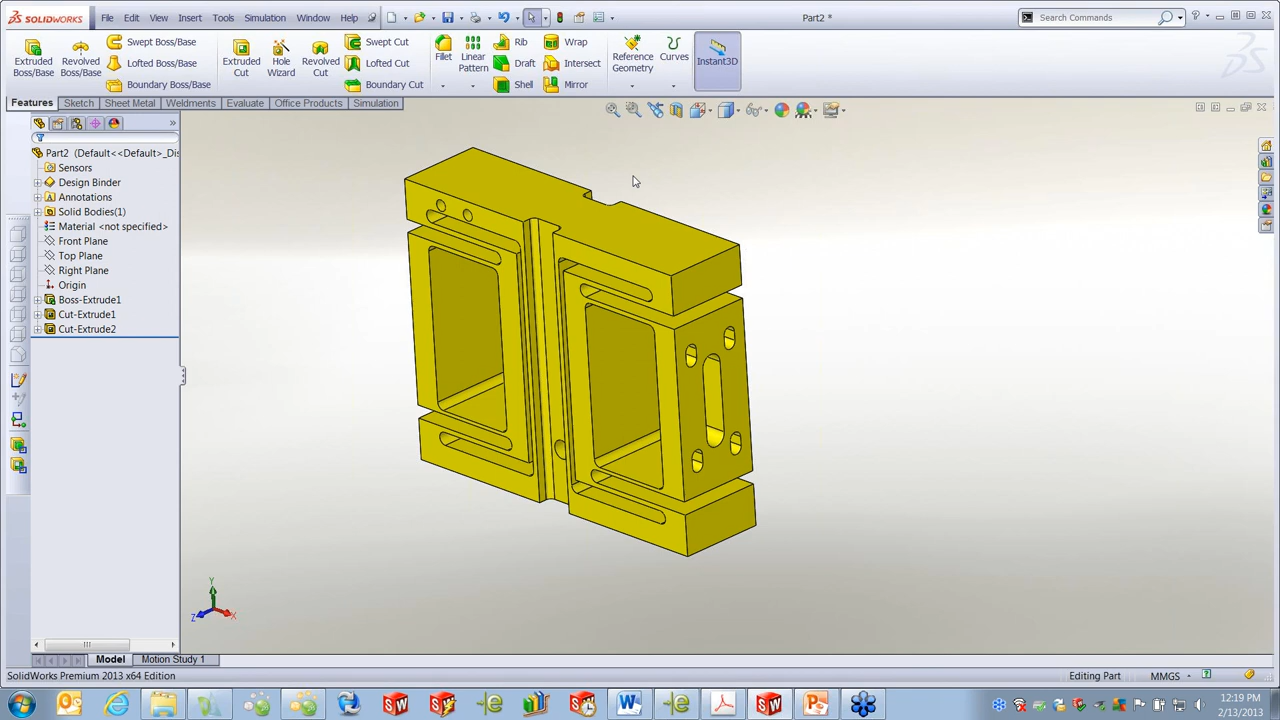 SOLIDWORKS File Edit View Insert Tools Simulation Window Help Part2 * Search Commands
Extruded Boss/Base
Revolved Boss/Base
Swept Boss/Base
Lofted Boss/Base
Boundary Boss/Base
Extruded Cut
Hole Wizard
Revolved Cut
Swept Cut
Lofted Cut
Boundary Cut
Fillet
Linear Pattern
Rib
Draft
Shell
Wrap
Intersect
Mirror
Reference Geometry
Curves
Instant3D
Features Sketch Sheet Metal Weldments Evaluate Office Products Simulation
Part2 (Default<<Default>_Dis
Sensors
Design Binder
Annotations
Solid Bodies(1)
Material <not specified>
Front Plane
Top Plane
Right Plane
Origin
Boss-Extrude1
Cut-Extrude1
Cut-Extrude2
Y
Z
X
Model Motion Study 1
SolidWorks Premium 2013 x64 Edition Editing Part MMGS
12:19 PM
2/13/2013